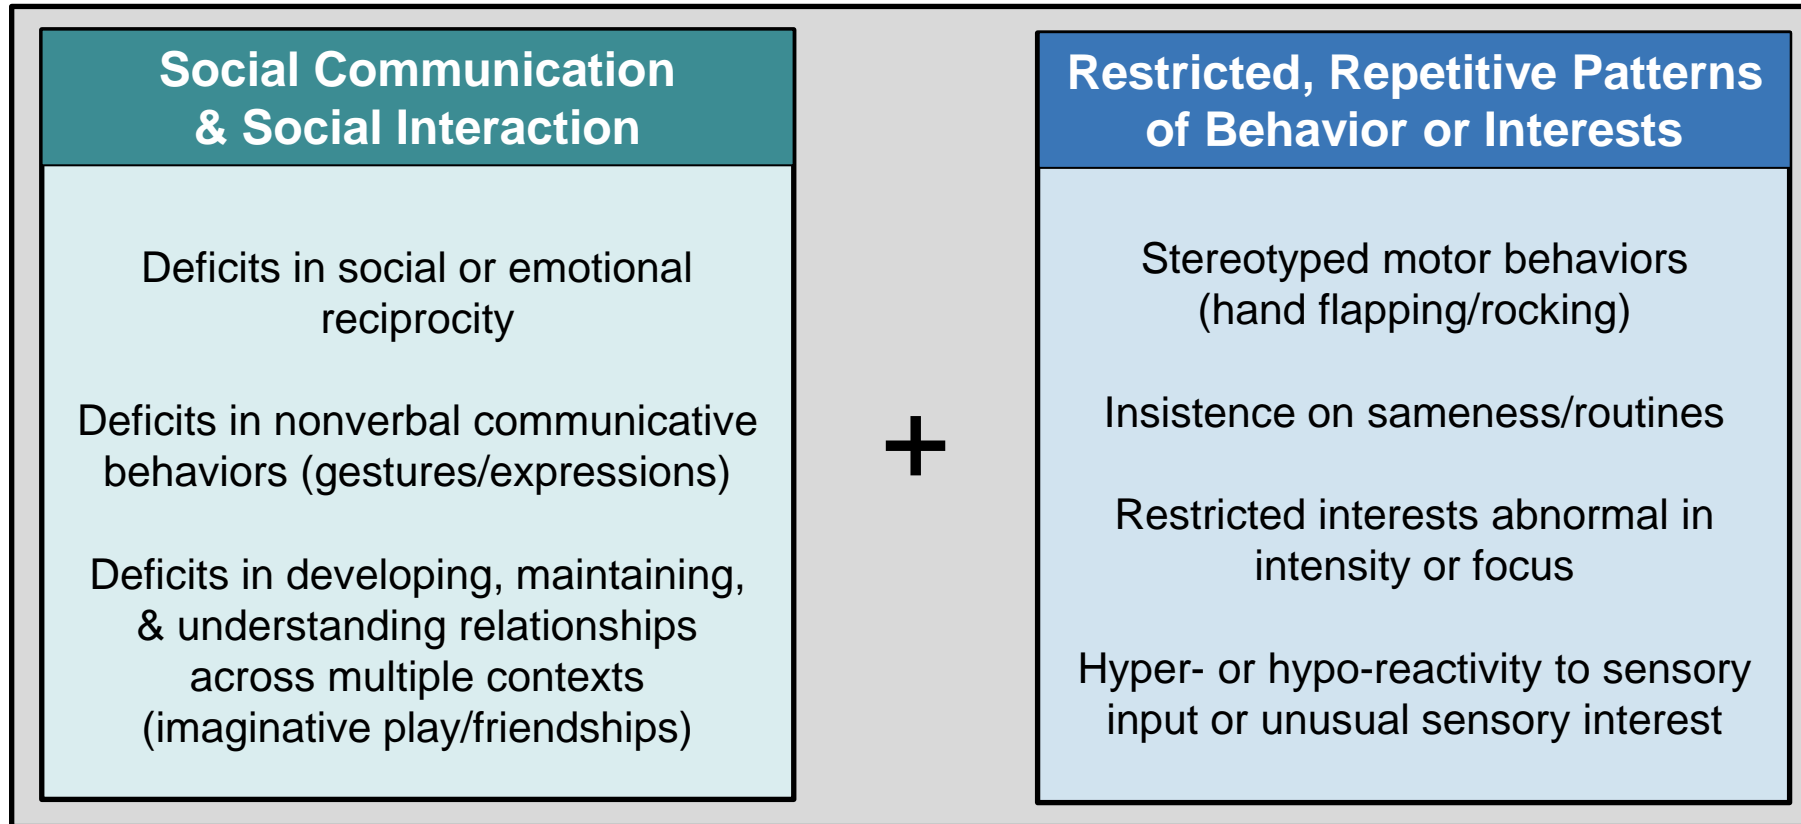 Social Communication
& Social Interaction
Deficits in social or emotional
reciprocity
Deficits in nonverbal communicative
behaviors (gestures/expressions)
Deficits in developing, maintaining,
& understanding relationships
across multiple contexts
(imaginative play/friendships)
+
Restricted, Repetitive Patterns
of Behavior or Interests
Stereotyped motor behaviors
(hand flapping/rocking)
Insistence on sameness/routines
Restricted interests abnormal in
intensity or focus
Hyper- or hypo-reactivity to sensory
input or unusual sensory interest